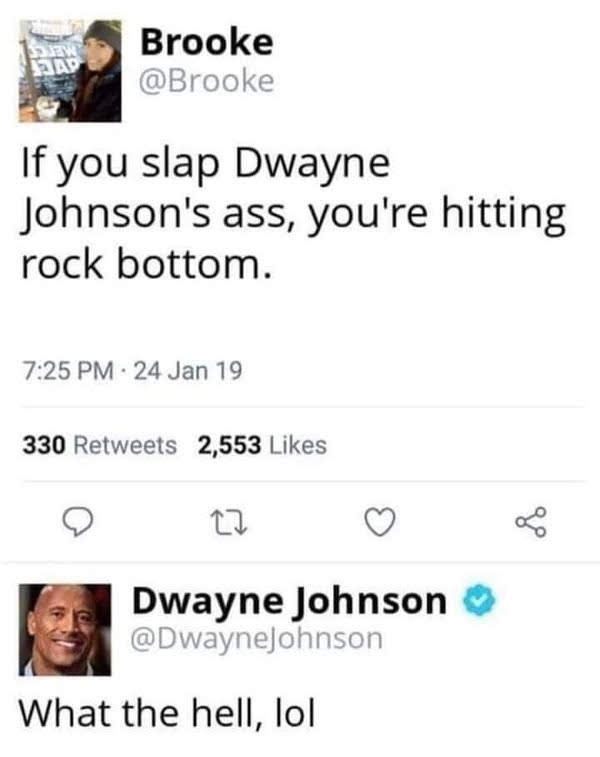 Brooke
@Brooke
If you slap Dwayne
Johnson's ass, you're hitting
rock bottom.
7:25 PM · 24 Jan 19
330 Retweets 2,553 Likes
Dwayne Johnson
@DwayneJohnson
What the hell, lol